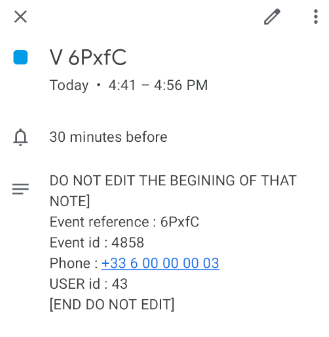 V 6PxfC
Today • 4:41 – 4:56 PM
30 minutes before
DO NOT EDIT THE BEGINING OF THAT
NOTE]
Event reference : 6PxfC
Event id : 4858
Phone : +33 6 00 00 00 03
USER id : 43
[END DO NOT EDIT]